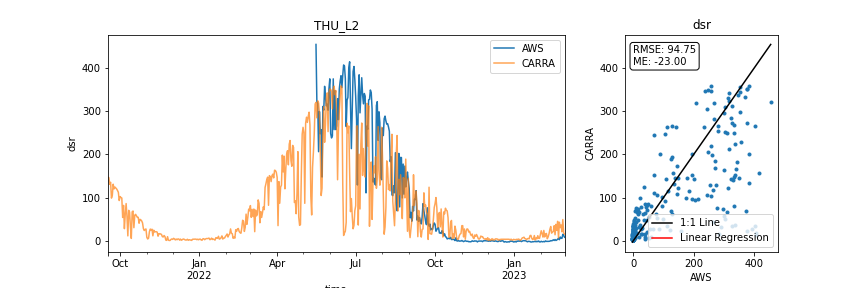 THU_L2
dsr
AWS
CARRA
dsr
400
300
200
100
0
Oct
Jan
2022
Apr
Jul
Oct
Jan
2023
time
dsr
RMSE: 94.75
ME: -23.00
CARRA
400
300
200
100
0
1:1 Line
Linear Regression
0
200
400
AWS